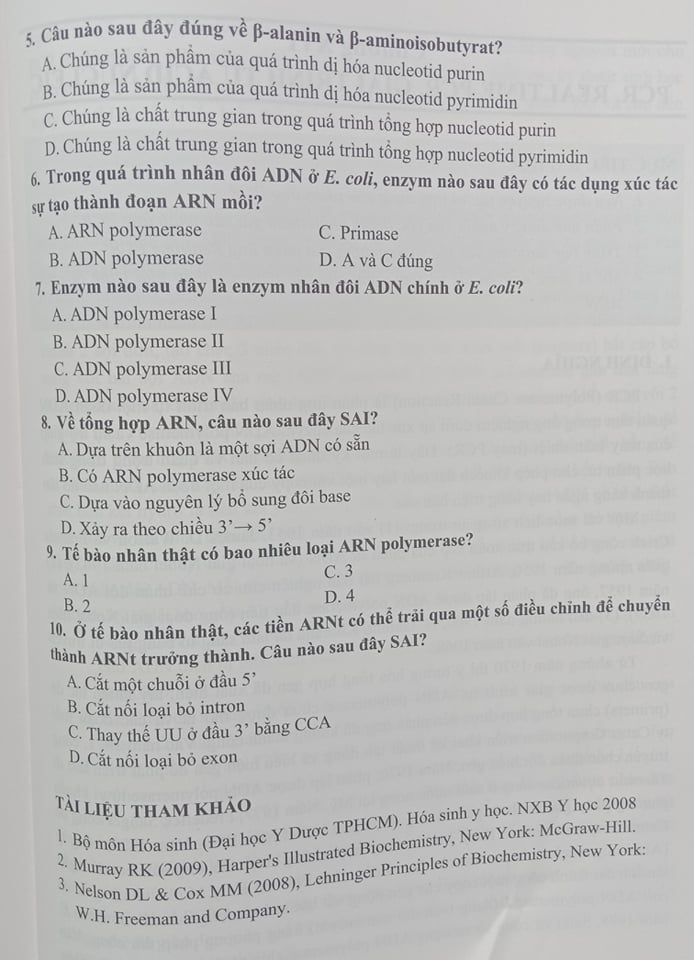 5. Câu nào sau đây đúng về β-alanin và β-aminoisobutyrat?
A. Chúng là sản phẩm của quá trình dị hóa nucleotid purin
B. Chúng là sản phẩm của quá trình dị hóa nucleotid pyrimidin
C. Chúng là chất trung gian trong quá trình tổng hợp nucleotid purin
D. Chúng là chất trung gian trong quá trình tổng hợp nucleotid pyrimidin
6. Trong quá trình nhân đôi ADN ở E. coli, enzym nào sau đây có tác dụng xúc tác
sự tạo thành đoạn ARN mồi?
A. ARN polymerase
C. Primase
B. ADN polymerase
D. A và C đúng
7. Enzym nào sau đây là enzym nhân đôi ADN chính ở E. coli?
A. ADN polymerase I
B. ADN polymerase II
C. ADN polymerase III
D. ADN polymerase IV
8. Về tổng hợp ARN, câu nào sau đây SAI?
A. Dựa trên khuôn là một sợi ADN có sẵn
B. Có ARN polymerase xúc tác
C. Dựa vào nguyên lý bổ sung đôi base
D. Xảy ra theo chiều 3’→ 5’
9. Tế bào nhân thật có bao nhiêu loại ARN polymerase?
A. 1
C. 3
B. 2
D. 4
10. Ở tế bào nhân thật, các tiền ARNt có thể trải qua một số điều chỉnh để chuyển
thành ARNt trưởng thành. Câu nào sau đây SAI?
A. Cắt một chuỗi ở đầu 5’
B. Cắt nối loại bỏ intron
C. Thay thế UU ở đầu 3’ bằng CCA
D. Cắt nối loại bỏ exon
TÀI LIỆU THAM KHẢO
1. Bộ môn Hóa sinh (Đại học Y Dược TPHCM). Hóa sinh y học. NXB Y học 2008
2. Murray RK (2009), Harper's Illustrated Biochemistry, New York: McGraw-Hill.
3. Nelson DL & Cox MM (2008), Lehninger Principles of Biochemistry, New York:
W.H. Freeman and Company.